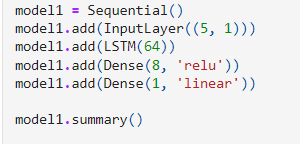 model1 = Sequential()
model1.add(InputLayer((5, 1)))
model1.add(LSTM(64))
model1.add(Dense(8, 'relu'))
model1.add(Dense(1, 'linear'))
model1.summary()